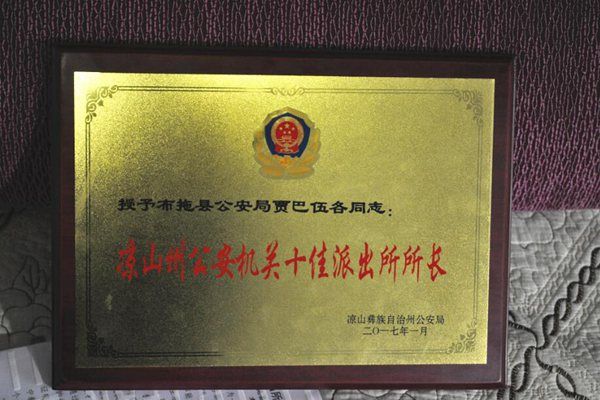 授予布拖县公安局贾巴伍各同志：
凉山州公安机关十佳派出所所长
凉山彝族自治州公安局
二〇一七年一月